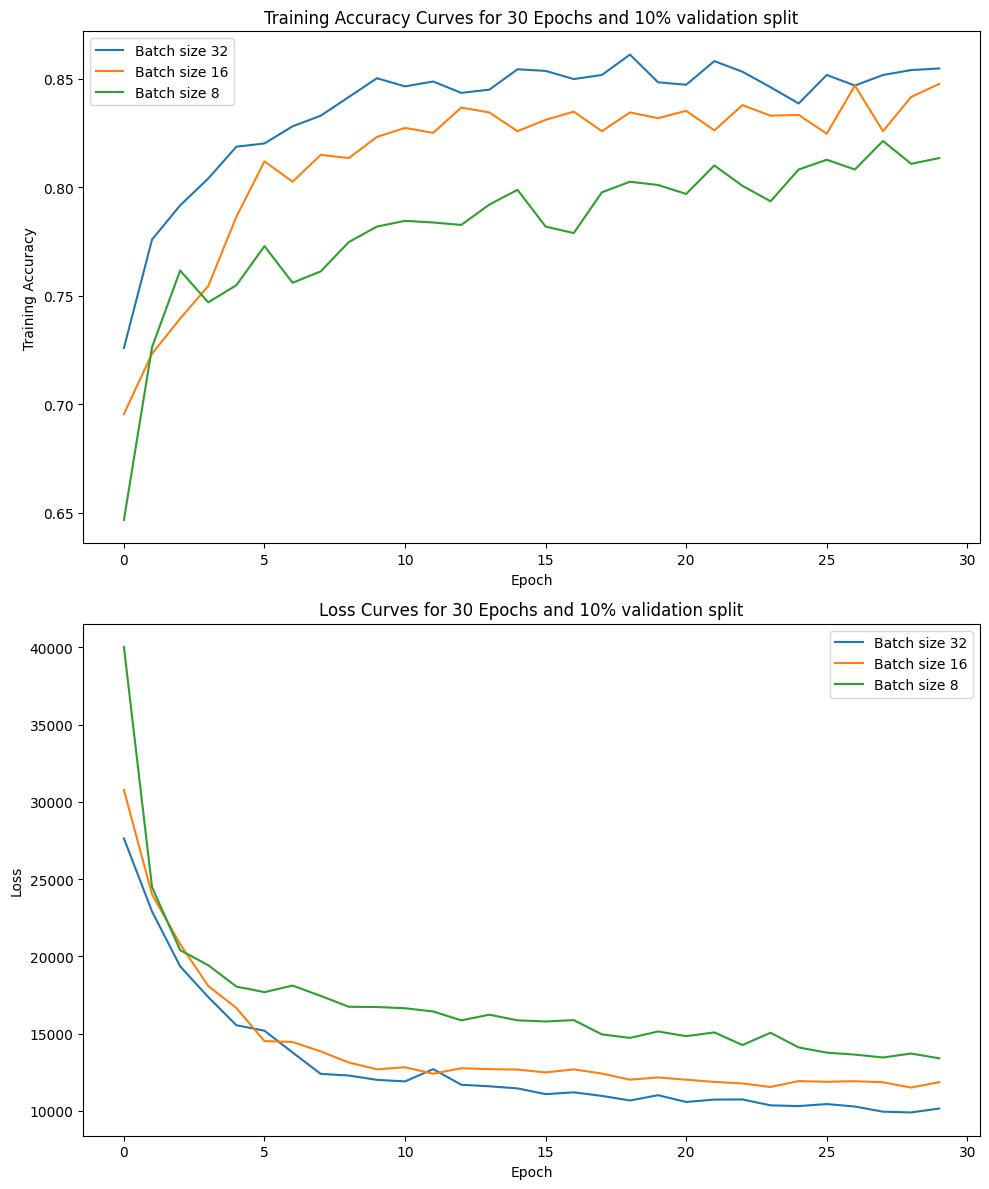 Training Accuracy Curves for 30 Epochs and 10% validation split
Batch size 32
Batch size 16
Batch size 8
Training Accuracy
0.85
0.80
0.75
0.70
0.65
0 5 10 15 20 25 30
Epoch
Loss Curves for 30 Epochs and 10% validation split
Batch size 32
Batch size 16
Batch size 8
Loss
40000
35000
30000
25000
20000
15000
10000
0 5 10 15 20 25 30
Epoch